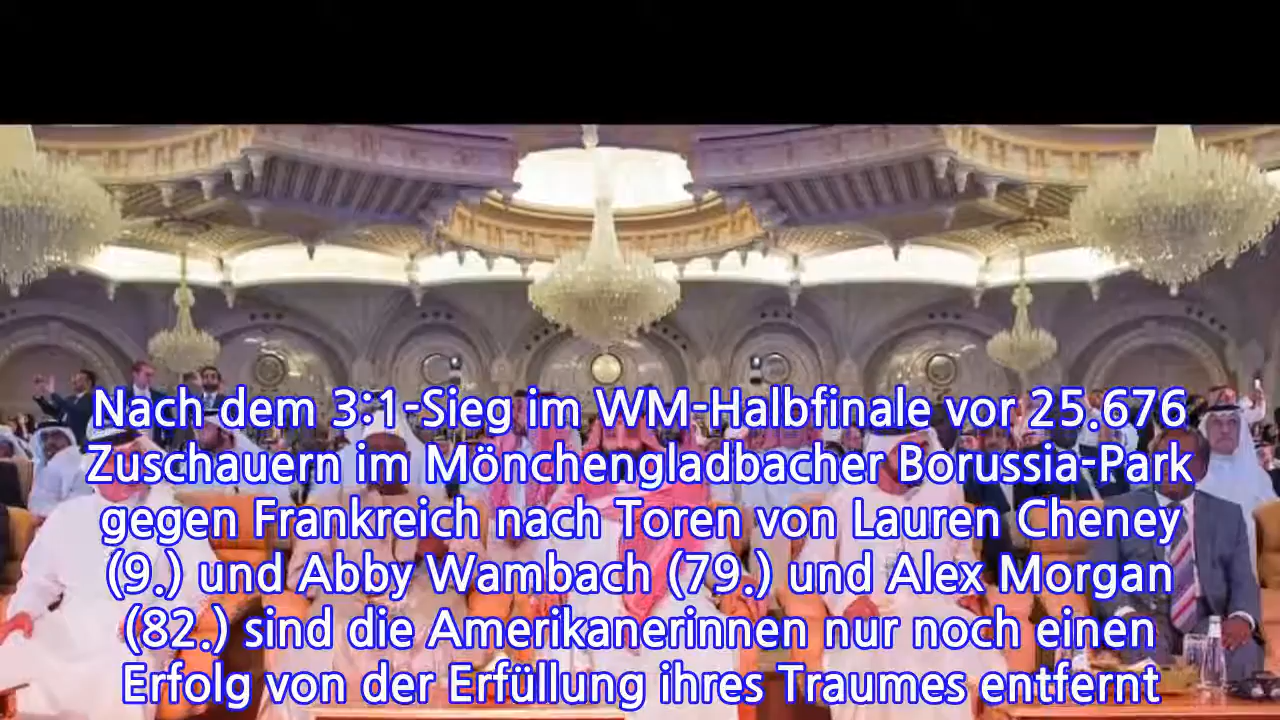 Nach dem 3:1-Sieg im WM-Halbfinale vor 25.676
Zuschauern im Mönchengladbacher Borussia-Park
gegen Frankreich nach Toren von Lauren Cheney
(9.) und Abby Wambach (79.) und Alex Morgan
(82.) sind die Amerikanerinnen nur noch einen
Erfolg von der Erfüllung ihres Traumes entfernt